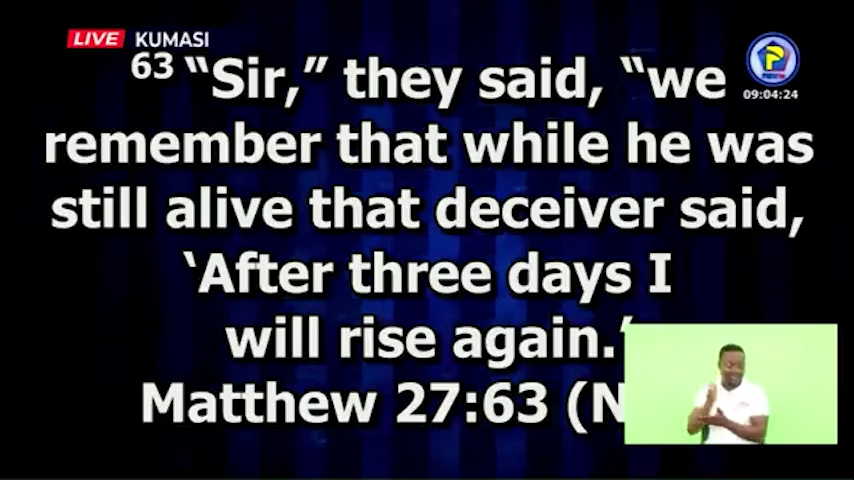 LIVE KUMASI
63 “Sir,” they said, “we
09:04:24
remember that while he was
still alive that deceiver said,
‘After three days I
will rise again.’
Matthew 27:63 (N